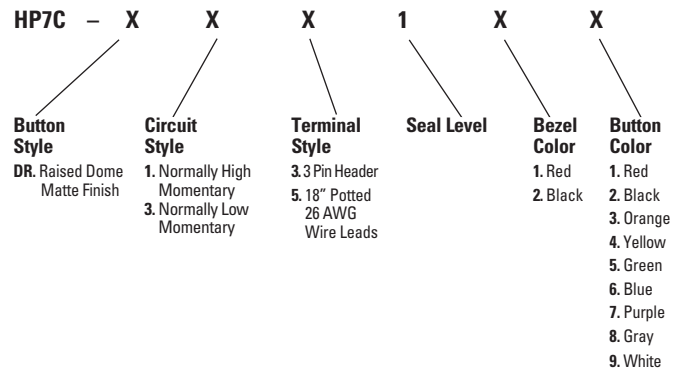 HP7C – X X X 1 X X
Button
Style
DR. Raised Dome
Matte Finish
Circuit
Style
1. Normally High
Momentary
3. Normally Low
Momentary
Terminal
Style
3. 3 Pin Header
5. 18" Potted
26 AWG
Wire Leads
Seal Level
Bezel
Color
1. Red
2. Black
Button
Color
1. Red
2. Black
3. Orange
4. Yellow
5. Green
6. Blue
7. Purple
8. Gray
9. White